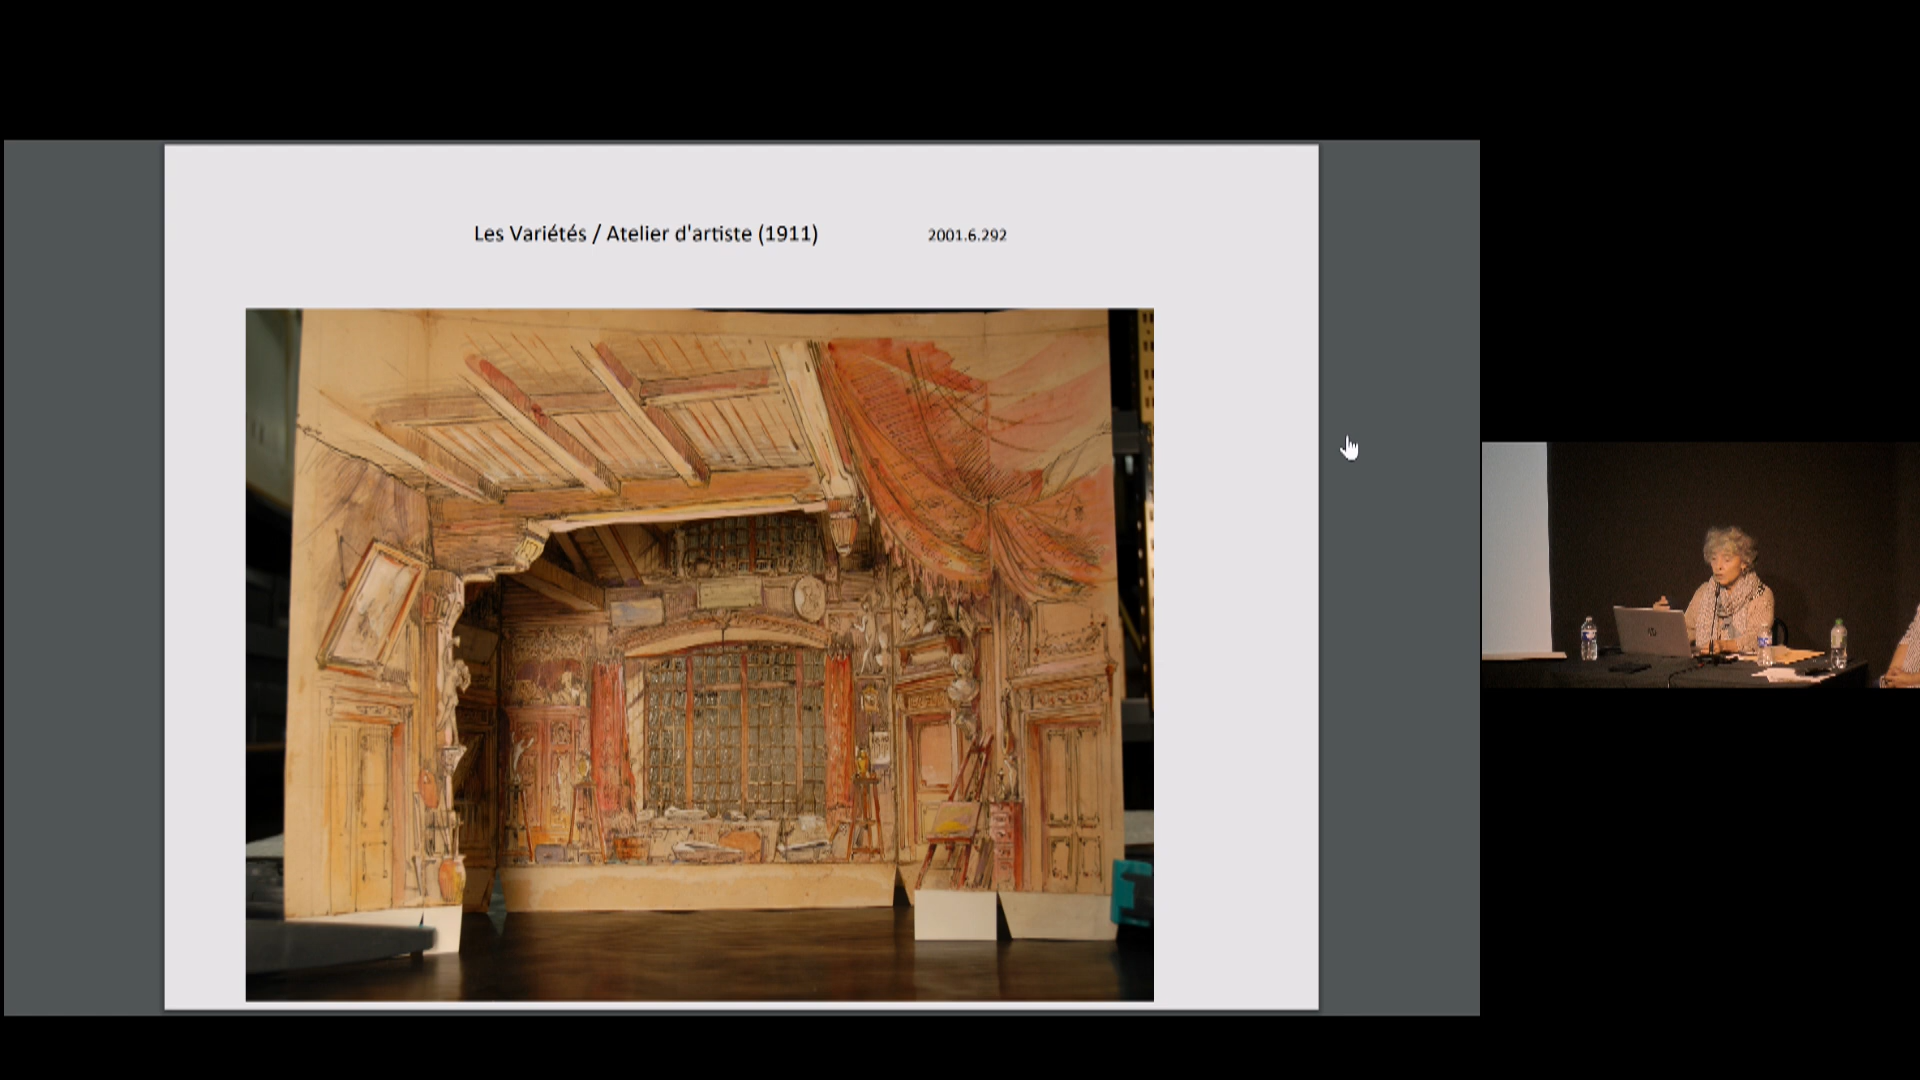 Les Variétés / Atelier d'artiste (1911) 2001.6.292